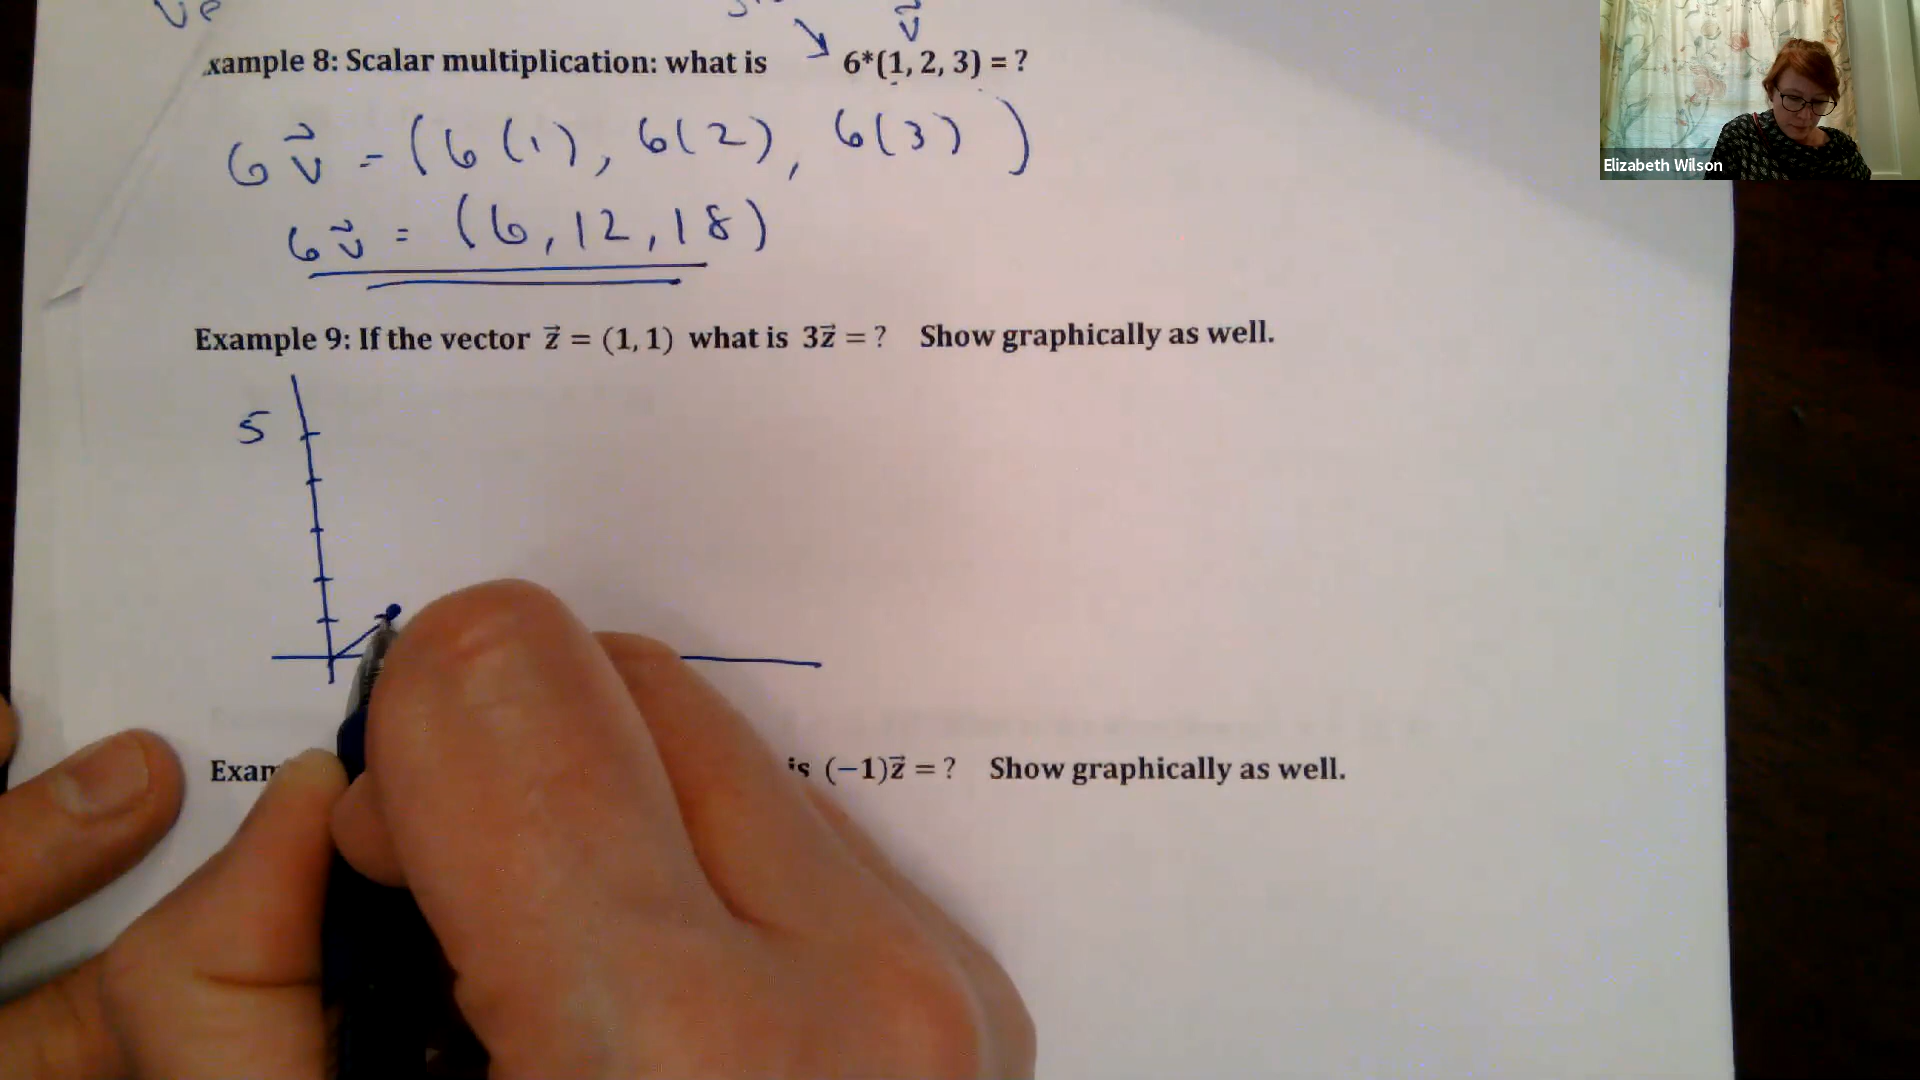 xample 8: Scalar multiplication: what is 6*(1, 2, 3) = ?
v⃗
6v⃗ = (6(1), 6(2), 6(3))
6v⃗ = (6, 12, 18)
Example 9: If the vector z⃗ = (1, 1) what is 3z⃗ = ? Show graphically as well.
5
Exam
is (−1)z⃗ = ? Show graphically as well.
Elizabeth Wilson